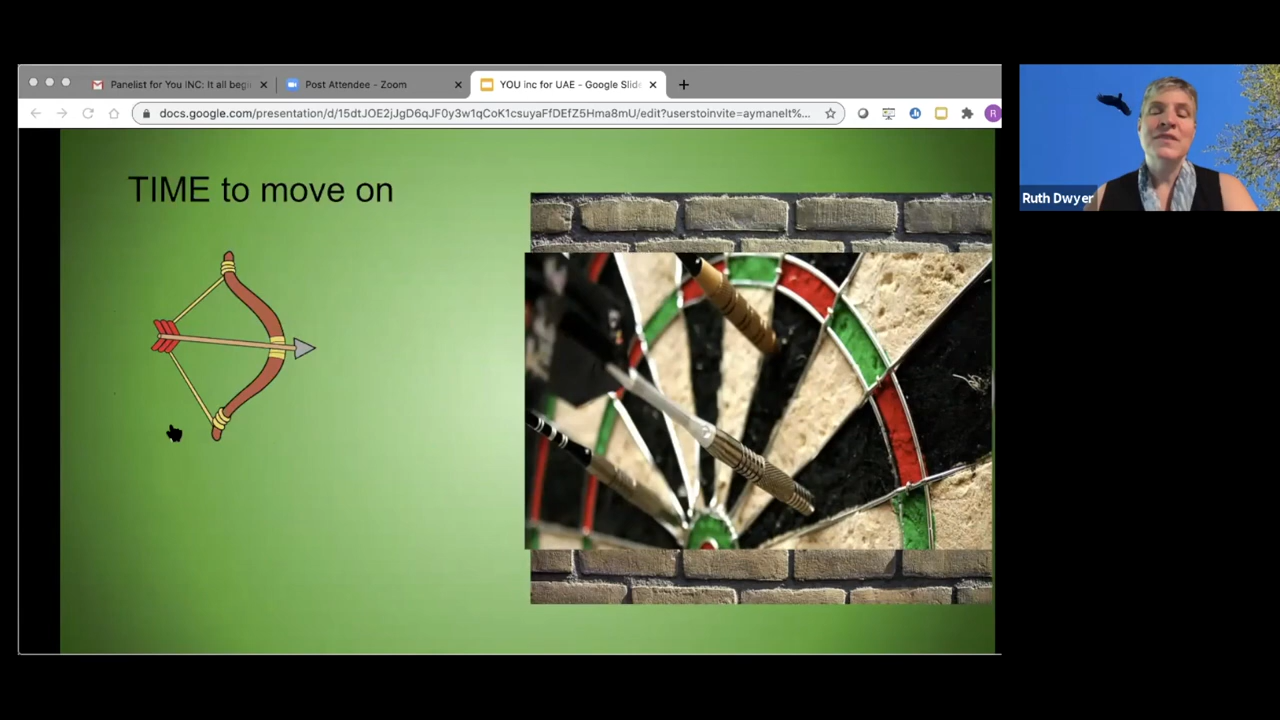 Panelist for You INC: It all begi
Post Attendee - Zoom
YOU inc for UAE - Google Slide
docs.google.com/presentation/d/15dtJOE2jJgD6qJF0y3w1qCoK1csuyaFfDEfZ5Hma8mU/edit?userstoinvite=aymanelt%...
R
TIME to move on
Ruth Dwyer